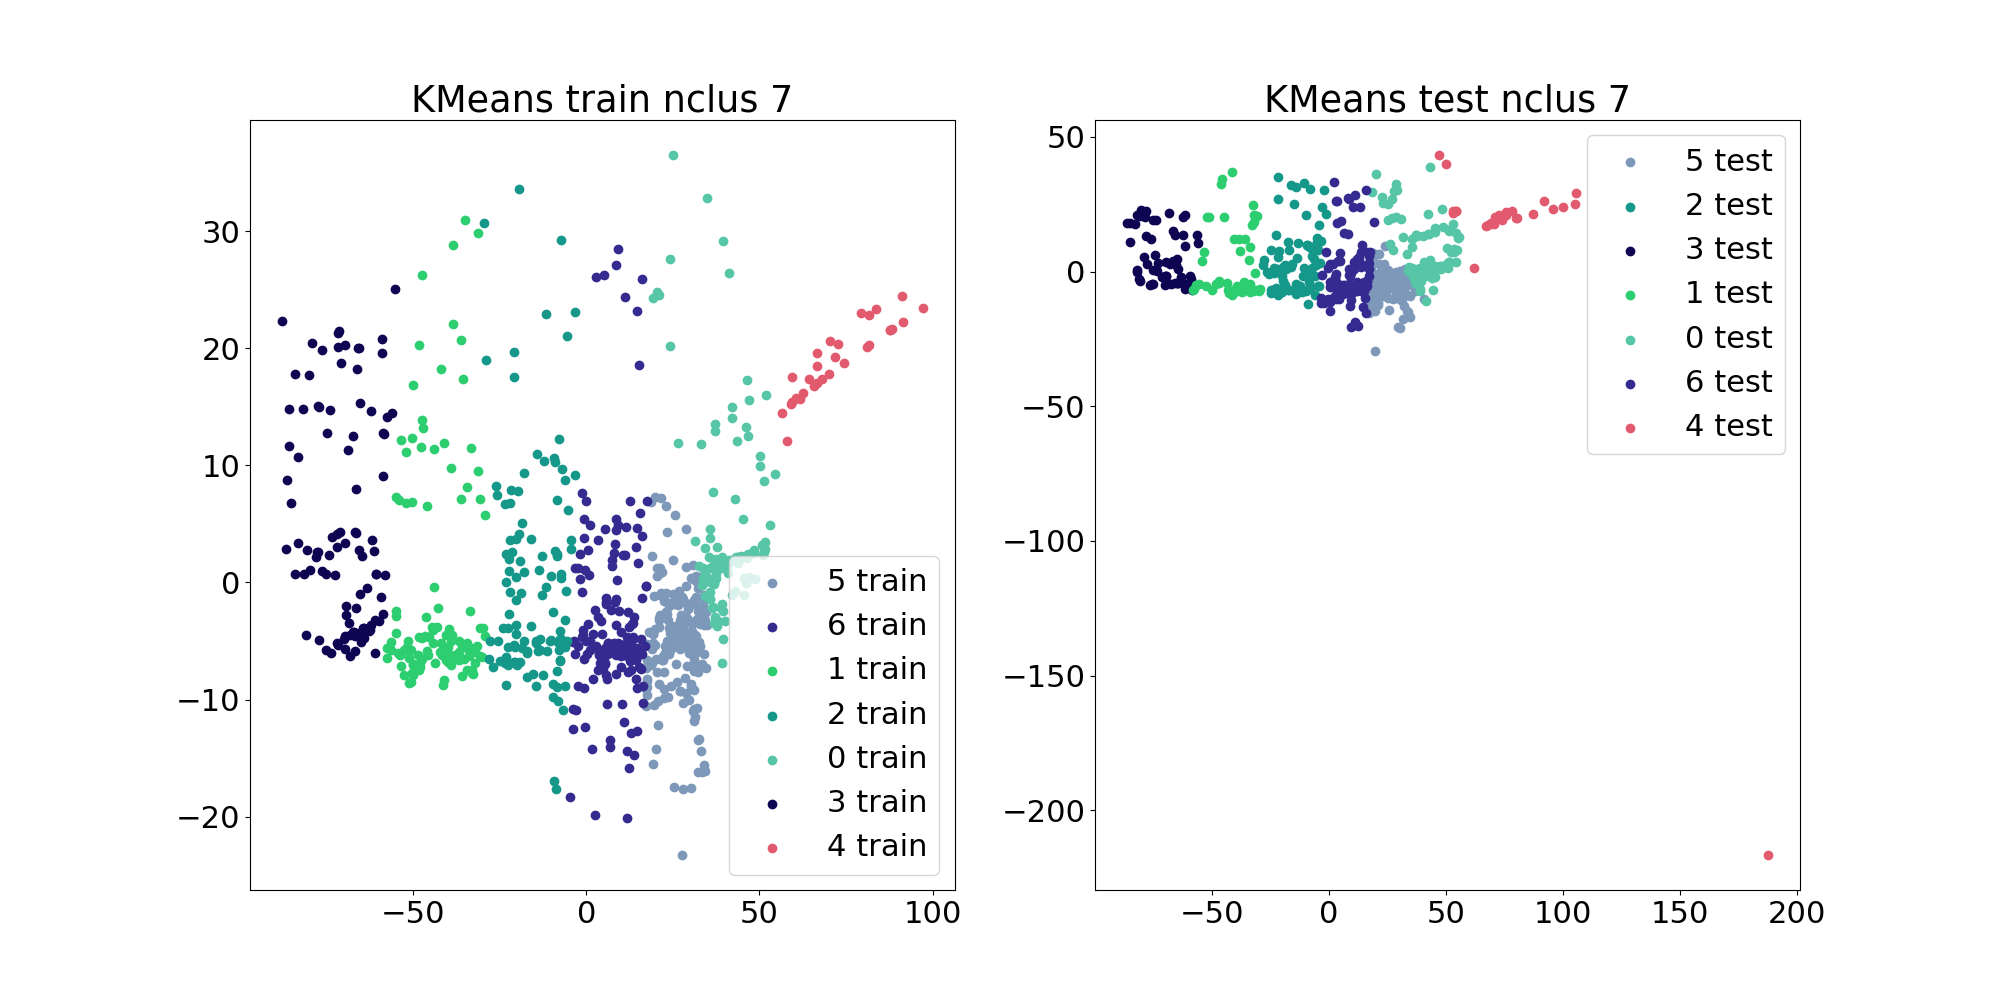 KMeans train nclus 7
30
20
10
0
−10
−20
−50
0
50
100
5 train
6 train
1 train
2 train
0 train
3 train
4 train
KMeans test nclus 7
50
0
−50
−100
−150
−200
−50
0
50
100
150
200
5 test
2 test
3 test
1 test
0 test
6 test
4 test